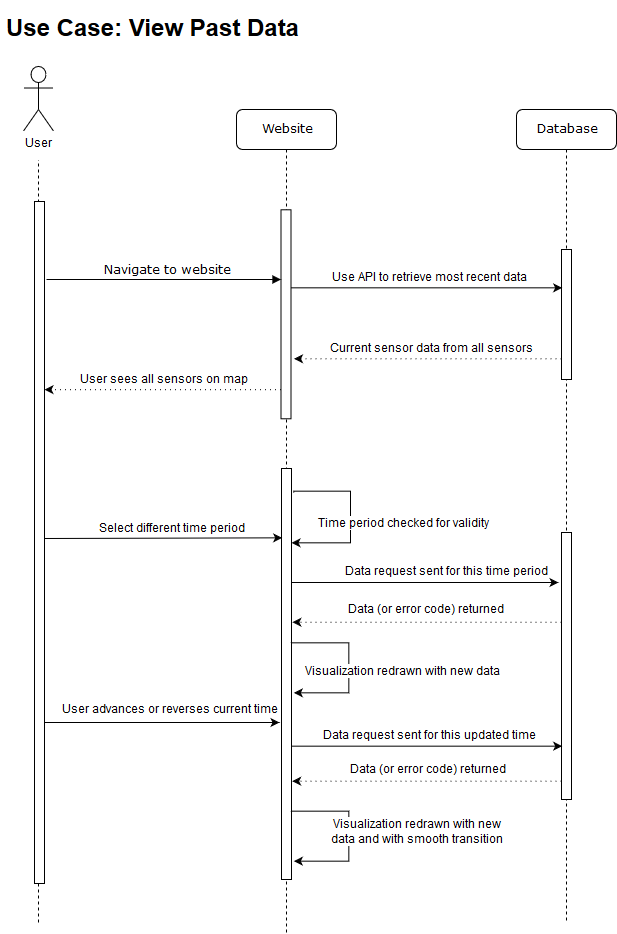 Use Case: View Past Data
User
Website
Database
Navigate to website
Use API to retrieve most recent data
Current sensor data from all sensors
User sees all sensors on map
Time period checked for validity
Select different time period
Data request sent for this time period
Data (or error code) returned
Visualization redrawn with new data
User advances or reverses current time
Data request sent for this updated time
Data (or error code) returned
Visualization redrawn with new
data and with smooth transition